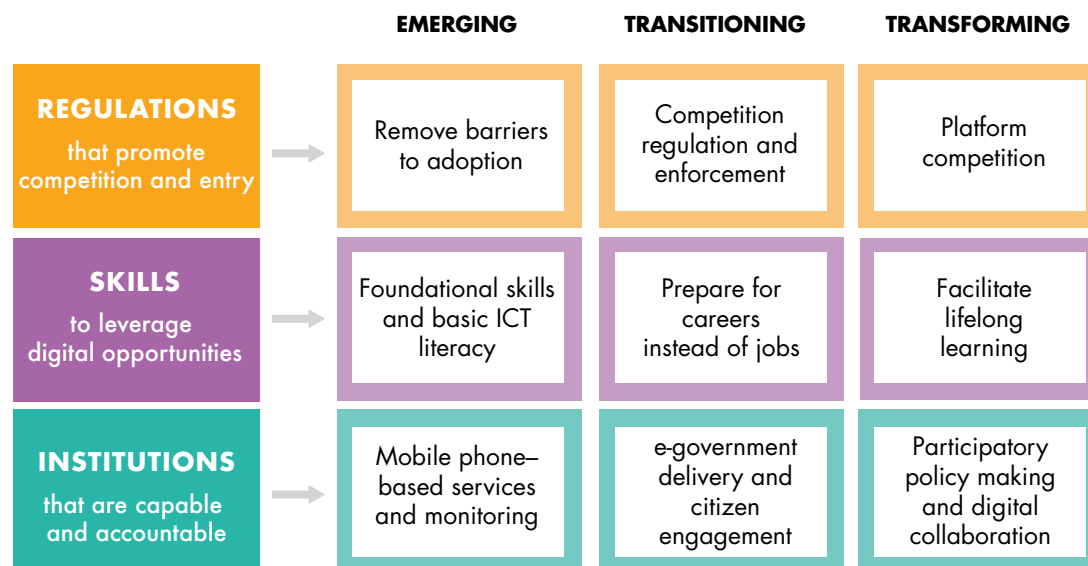 EMERGING
TRANSITIONING
TRANSFORMING
REGULATIONS
that promote
competition and entry
Remove barriers
to adoption
Competition
regulation and
enforcement
Platform
competition
SKILLS
to leverage
digital opportunities
Foundational skills
and basic ICT
literacy
Prepare for
careers
instead of jobs
Facilitate
lifelong
learning
INSTITUTIONS
that are capable
and accountable
Mobile phone–
based services
and monitoring
e-government
delivery and
citizen
engagement
Participatory
policy making
and digital
collaboration